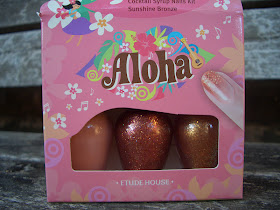 Cocktail Syrup Nails Kit
Sunshine Bronze
Aloha
• ETUDE HOUSE •